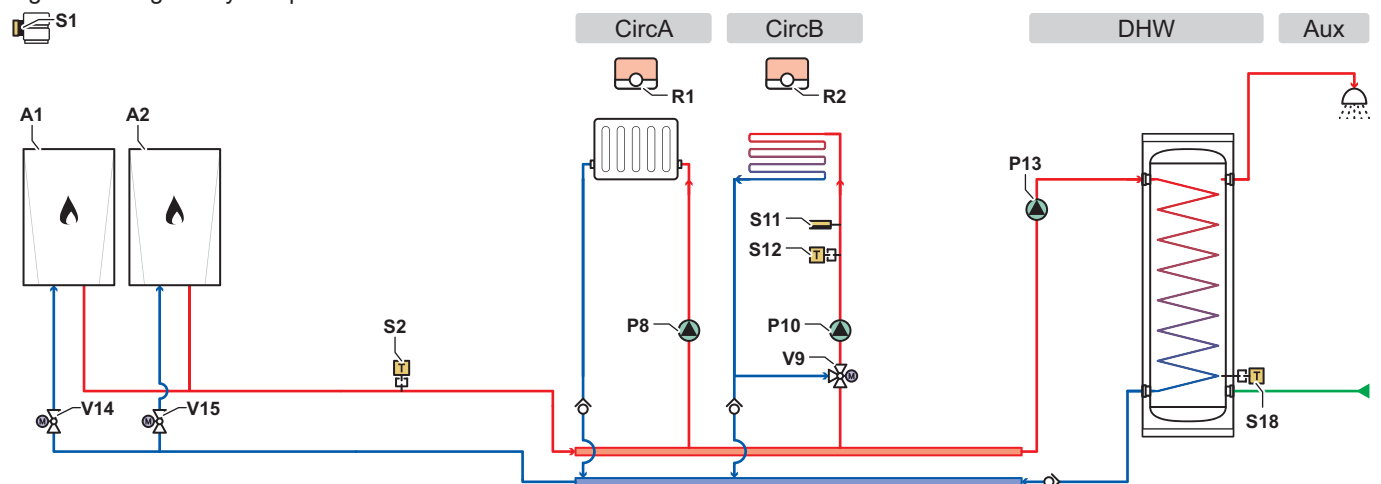 S1
CircA
CircB
DHW
Aux
R1
R2
A1
A2
P13
S11
S12
T
S2
T
P8
P10
V9
M
V14
M
V15
M
T
S18